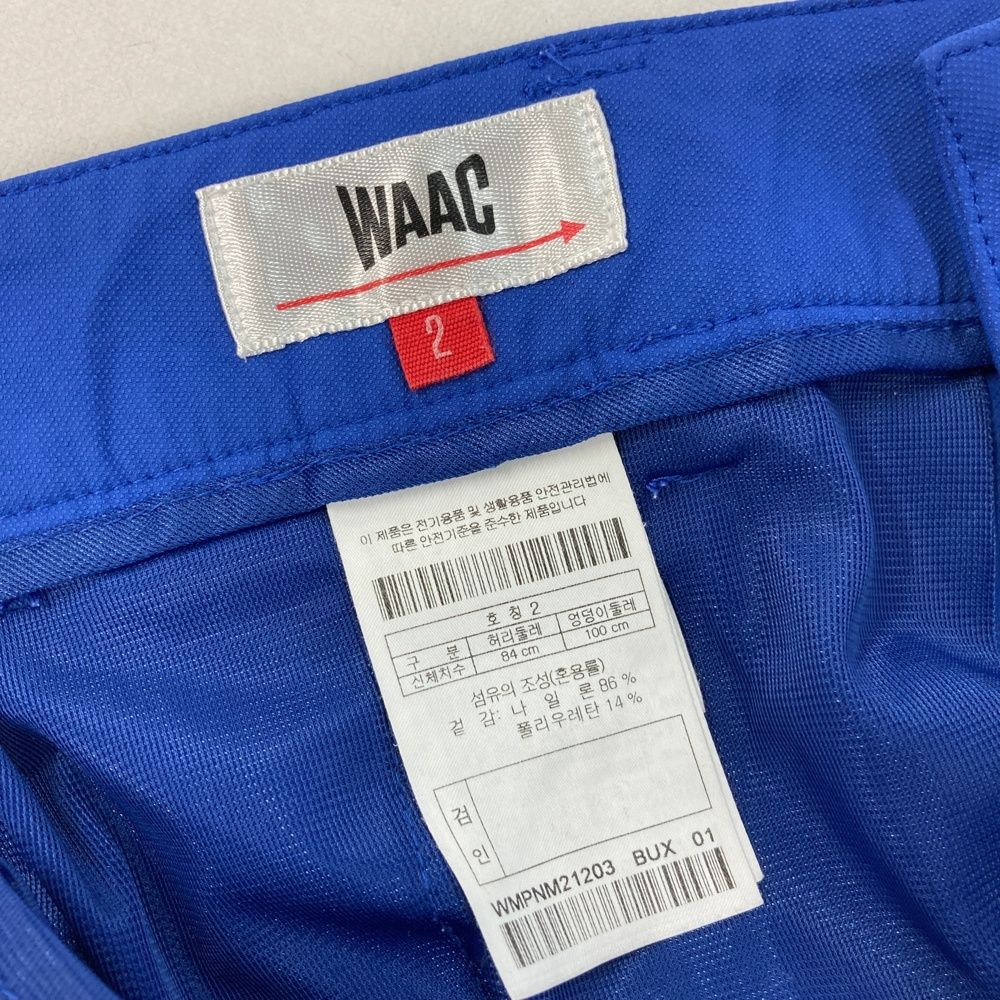 WAAC
2
이 제품은 전기용품 및 생활용품 안전관리법에
따른 안전기준을 준수한 제품입니다
호 칭 2
구 분 허리둘레 엉덩이둘레
신체치수 84 cm 100 cm
섬유의 조성(혼용률)
겉 감: 나 일 론 86 %
폴리우레탄 14 %
검
인
WMPNM21203 BUX 01